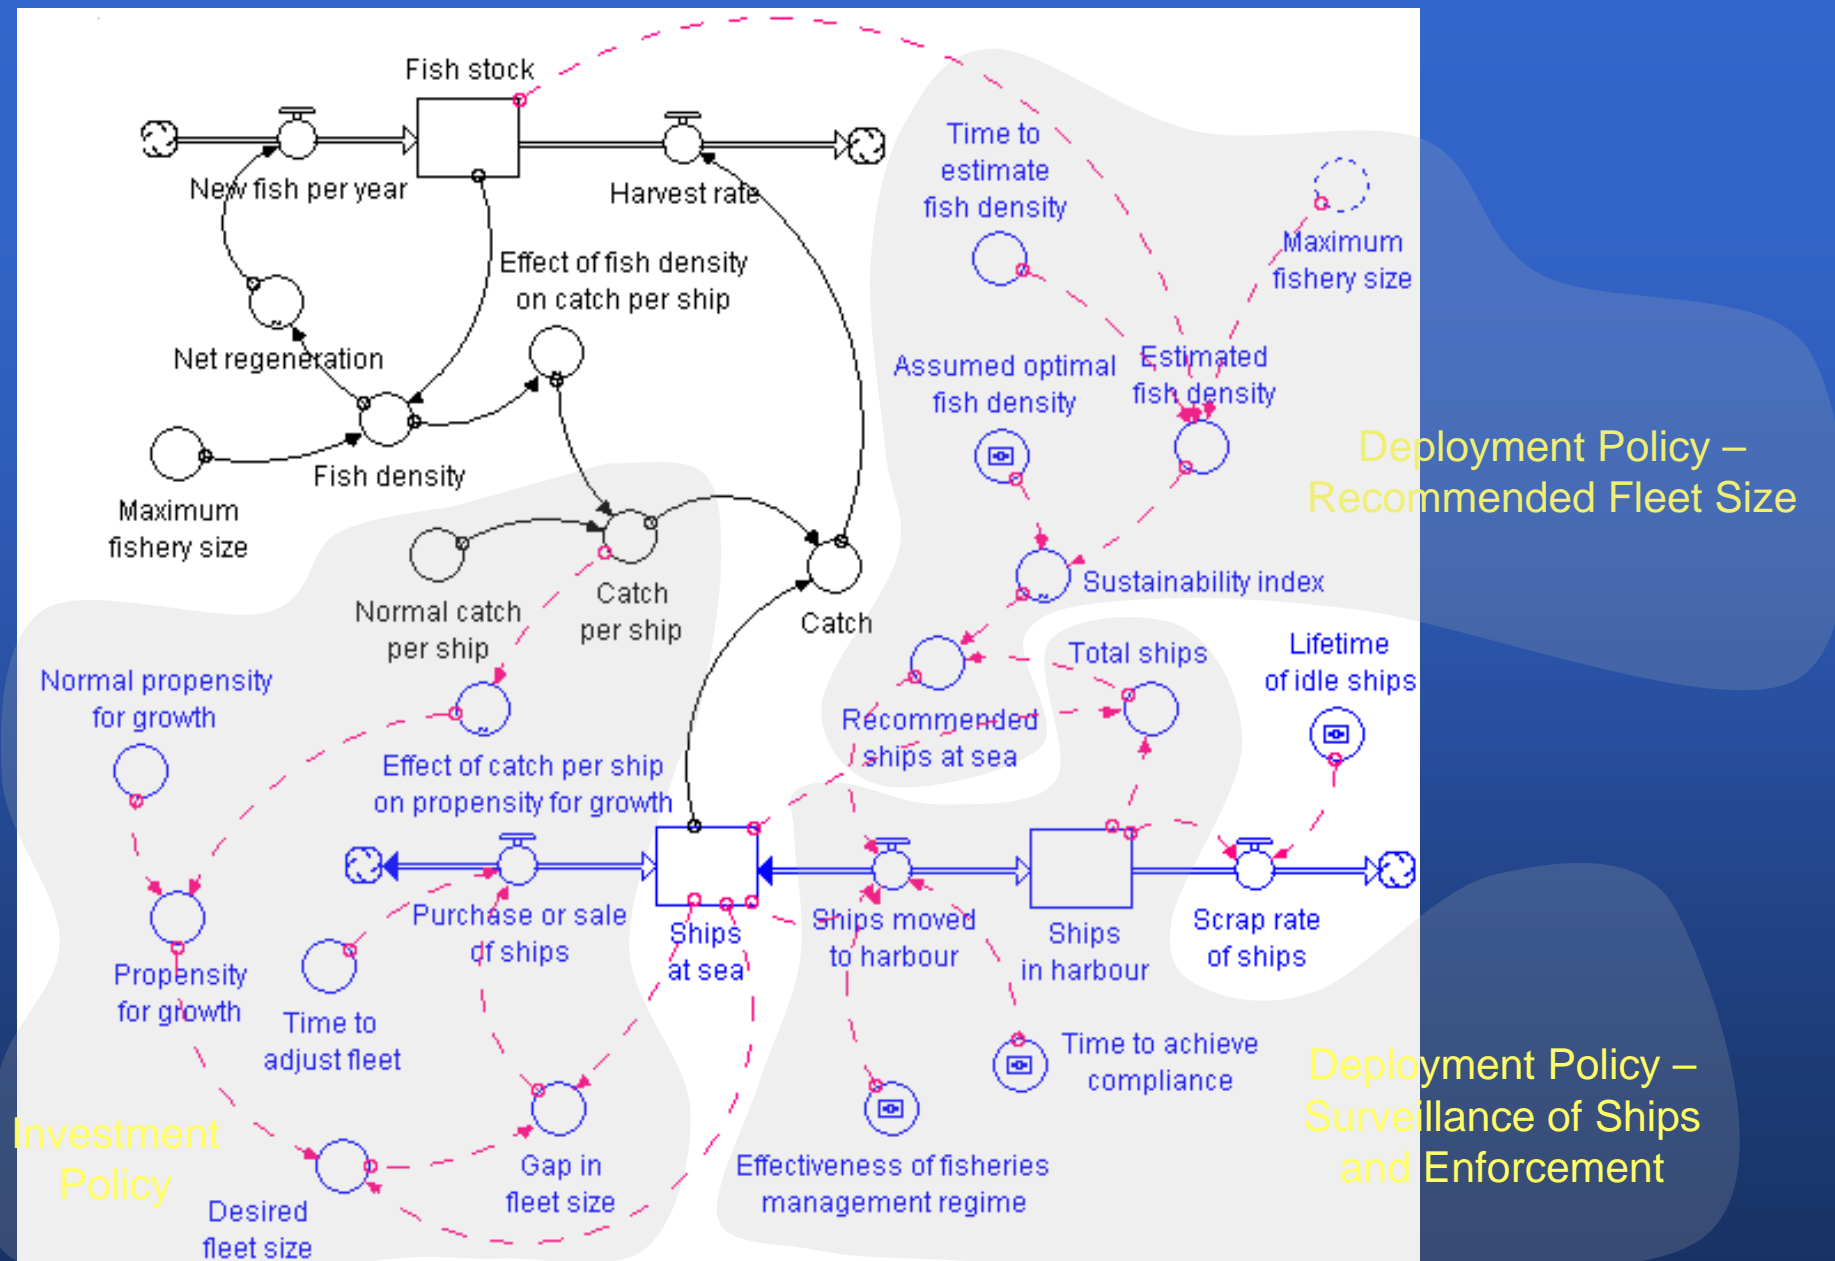 Fish stock
New fish per year
Harvest rate
Time to
estimate
fish density
Maximum
fishery size
Effect of fish density
on catch per ship
Net regeneration
Assumed optimal
fish density
Estimated
fish density
Fish density
Maximum
fishery size
Deployment Policy –
Recommended Fleet Size
Normal catch
per ship
Catch
per ship
Catch
Sustainability index
Normal propensity
for growth
Total ships
Lifetime
of idle ships
Recommended
ships at sea
Effect of catch per ship
on propensity for growth
Purchase or sale
of ships
Ships
at sea
Ships moved
to harbour
Ships
in harbour
Scrap rate
of ships
Propensity
for growth
Time to
adjust fleet
Time to achieve
compliance
Deployment Policy –
Surveillance of Ships
and Enforcement
Investment
Policy
Gap in
fleet size
Effectiveness of fisheries
management regime
Desired
fleet size